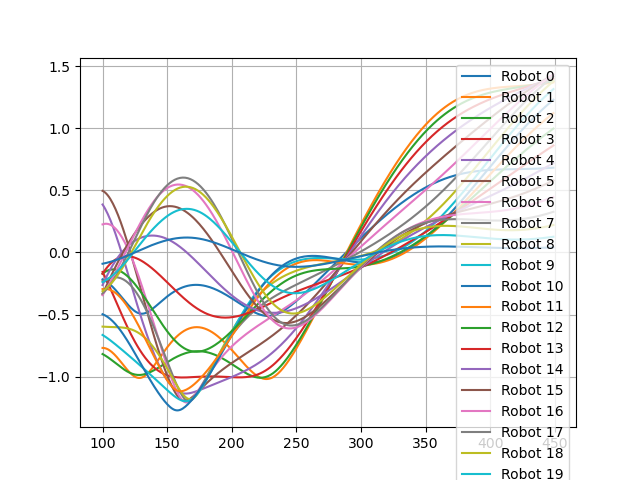 1.5
1.0
0.5
0.0
−0.5
−1.0
100 150 200 250 300 350 400 450
Robot 0
Robot 1
Robot 2
Robot 3
Robot 4
Robot 5
Robot 6
Robot 7
Robot 8
Robot 9
Robot 10
Robot 11
Robot 12
Robot 13
Robot 14
Robot 15
Robot 16
Robot 17
Robot 18
Robot 19